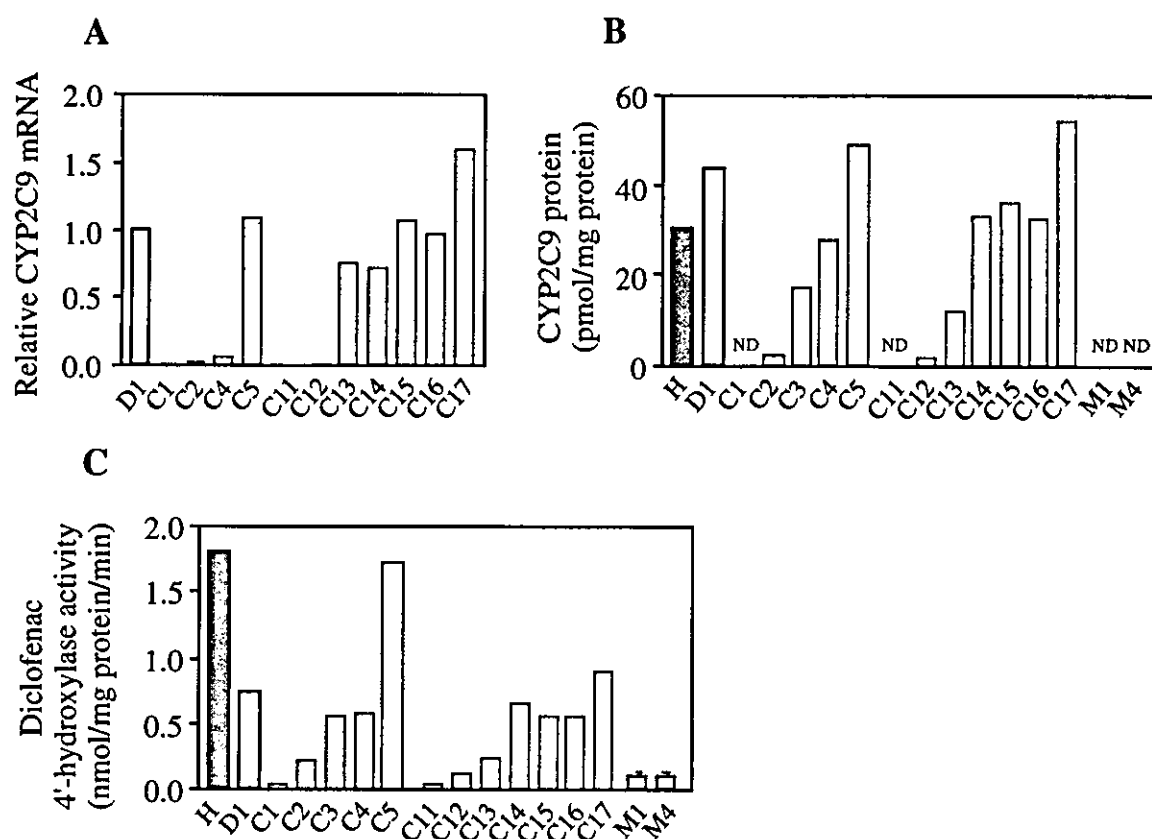 A
Relative CYP2C9 mRNA
2.0
1.5
1.0
0.5
0.0
D1 C1 C2 C4 C5 C11 C12 C13 C14 C15 C16 C17
B
CYP2C9 protein
(pmol/mg protein)
60
40
20
0
ND ND ND ND
H D1 C1 C2 C3 C4 C5 C11 C12 C13 C14 C15 C16 C17 M1 M4
C
Diclofenac
4'-hydroxylase activity
(nmol/mg protein/min)
2.0
1.5
1.0
0.5
0.0
* *
H D1 C1 C2 C3 C4 C5 C11 C12 C13 C14 C15 C16 C17 M1 M4